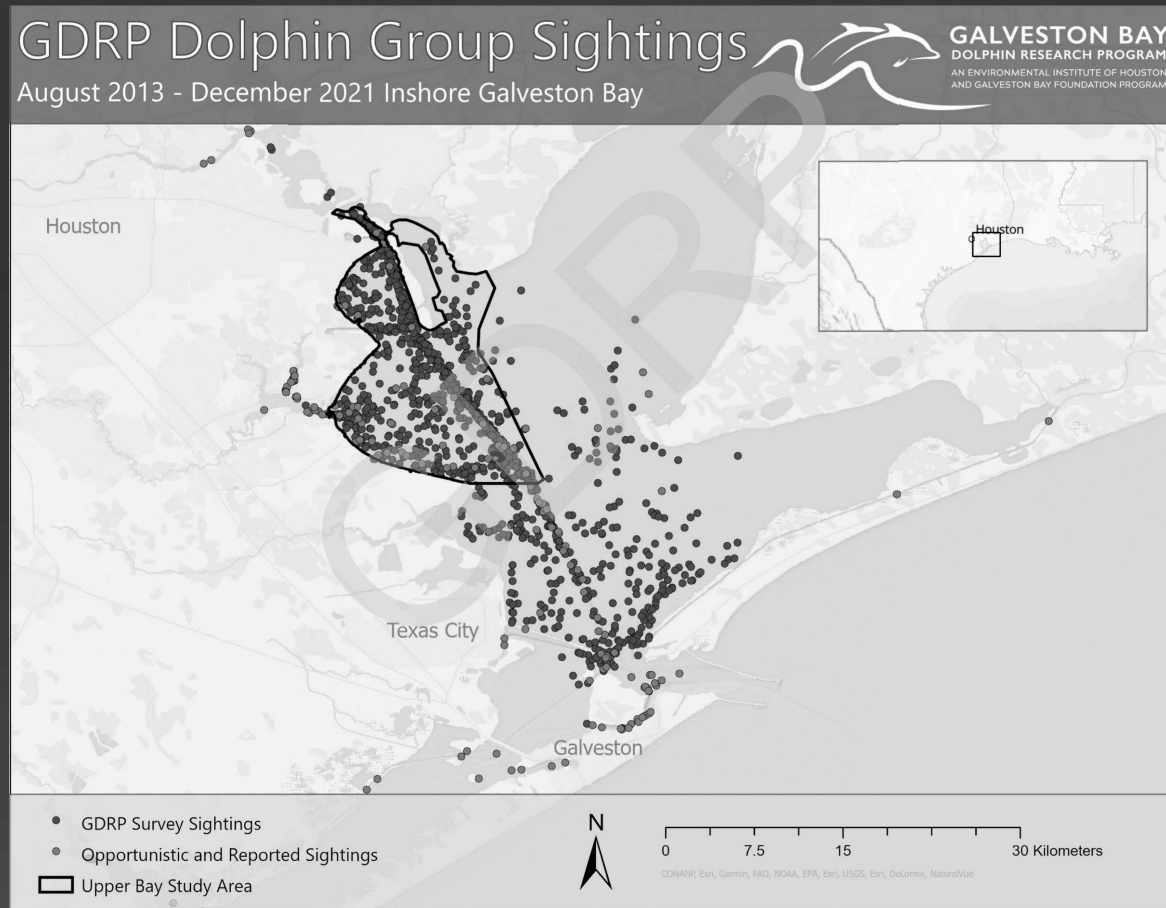 GDRP Dolphin Group Sightings
August 2013 - December 2021 Inshore Galveston Bay
GALVESTON BAY
DOLPHIN RESEARCH PROGRAM
AN ENVIRONMENTAL INSTITUTE OF HOUSTON
AND GALVESTON BAY FOUNDATION PROGRAM
GDRP
Houston
Houston
Texas City
Galveston
GDRP Survey Sightings
Opportunistic and Reported Sightings
Upper Bay Study Area
N
0 7.5 15 30 Kilometers
CONANP, Esri, Garmin, FAO, NOAA, EPA, Esri, USGS, Esri, DeLorme, NaturalVue